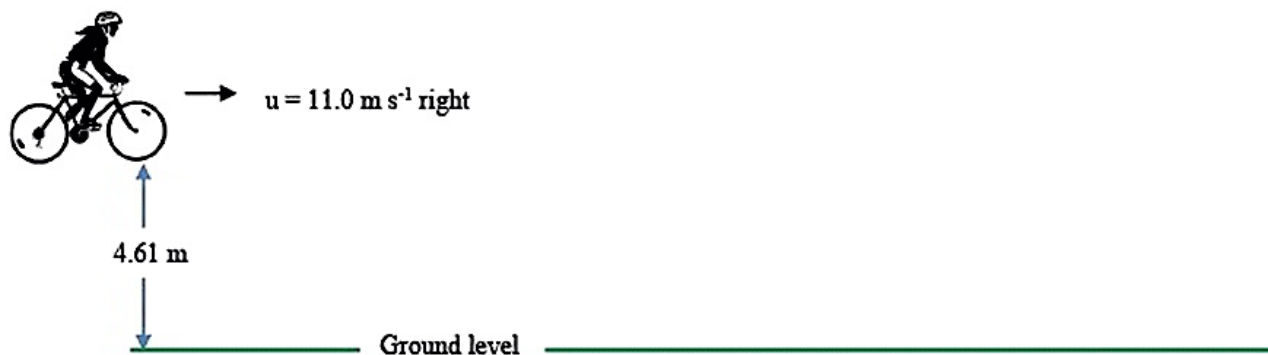 u = 11.0 m s⁻¹ right
4.61 m
Ground level